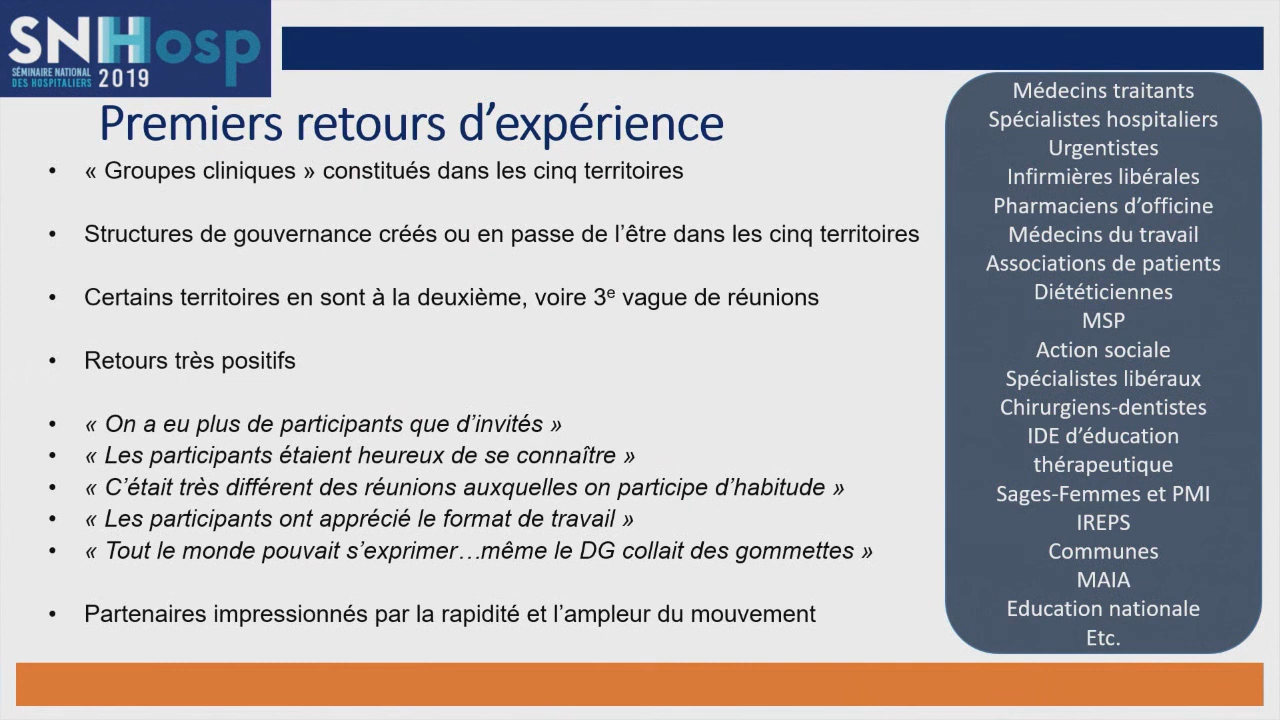 SNHosp
SÉMINAIRE NATIONAL
DES HOSPITALIERS 2019
Premiers retours d’expérience
• « Groupes cliniques » constitués dans les cinq territoires
• Structures de gouvernance créés ou en passe de l’être dans les cinq territoires
• Certains territoires en sont à la deuxième, voire 3e vague de réunions
• Retours très positifs
• « On a eu plus de participants que d’invités »
• « Les participants étaient heureux de se connaître »
• « C’était très différent des réunions auxquelles on participe d’habitude »
• « Les participants ont apprécié le format de travail »
• « Tout le monde pouvait s’exprimer…même le DG collait des gommettes »
• Partenaires impressionnés par la rapidité et l’ampleur du mouvement
Médecins traitants
Spécialistes hospitaliers
Urgentistes
Infirmières libérales
Pharmaciens d’officine
Médecins du travail
Associations de patients
Diététiciennes
MSP
Action sociale
Spécialistes libéraux
Chirurgiens-dentistes
IDE d’éducation
thérapeutique
Sages-Femmes et PMI
IREPS
Communes
MAIA
Education nationale
Etc.